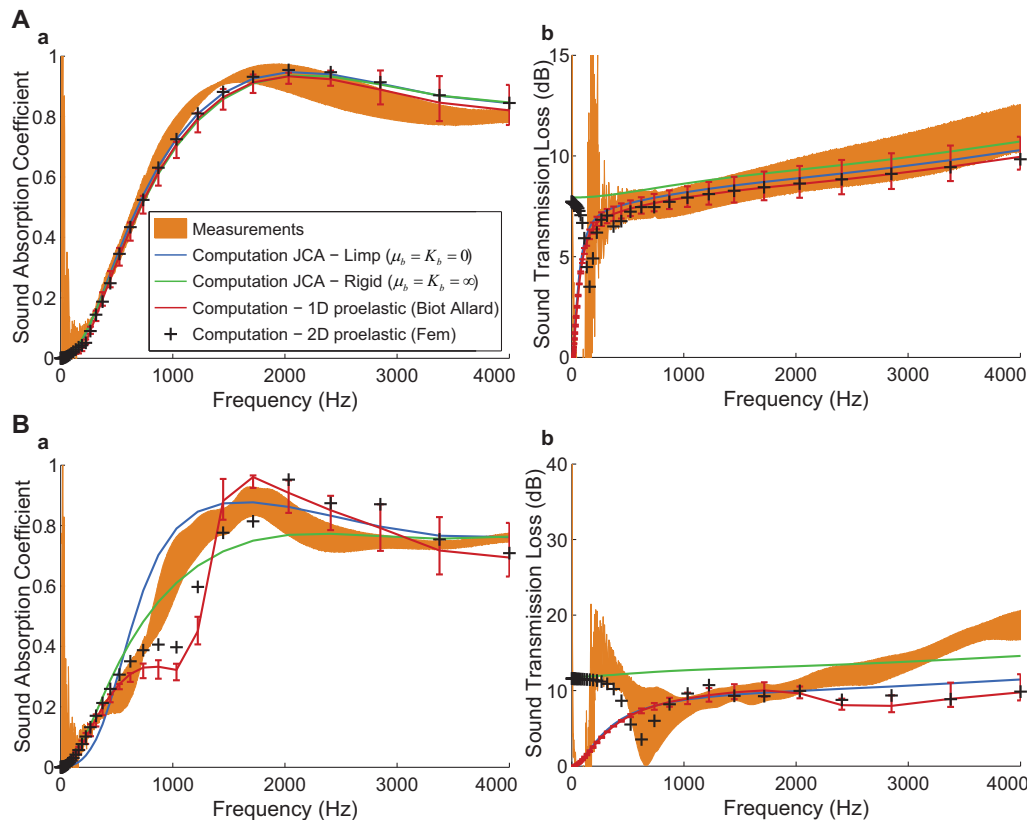 A
a
Sound Absorption Coefficient
1
0.8
0.6
0.4
0.2
0
0
1000
2000
3000
4000
Frequency (Hz)
Measurements
Computation JCA – Limp (μb = Kb = 0)
Computation JCA – Rigid (μb = Kb = ∞)
Computation – 1D proelastic (Biot Allard)
Computation – 2D proelastic (Fem)
b
Sound Transmission Loss (dB)
15
10
5
0
0
1000
2000
3000
4000
Frequency (Hz)
B
a
Sound Absorption Coefficient
1
0.8
0.6
0.4
0.2
0
0
1000
2000
3000
4000
Frequency (Hz)
b
Sound Transmission Loss (dB)
40
30
20
10
0
0
1000
2000
3000
4000
Frequency (Hz)